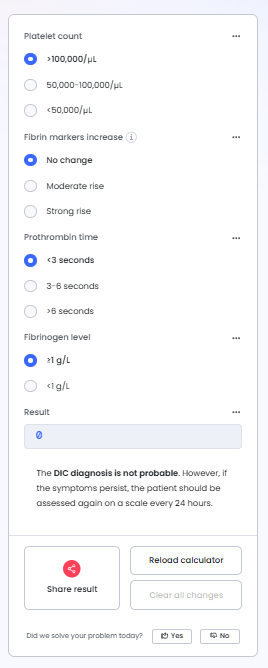 Platelet count
>100,000/μL
50,000-100,000/μL
<50,000/μL
Fibrin markers increase i
No change
Moderate rise
Strong rise
Prothrombin time
<3 seconds
3-6 seconds
>6 seconds
Fibrinogen level
≥1 g/L
<1 g/L
Result
0
The DIC diagnosis is not probable. However, if
the symptoms persist, the patient should be
assessed again on a scale every 24 hours.
Share result
Reload calculator
Clear all changes
Did we solve your problem today? Yes No